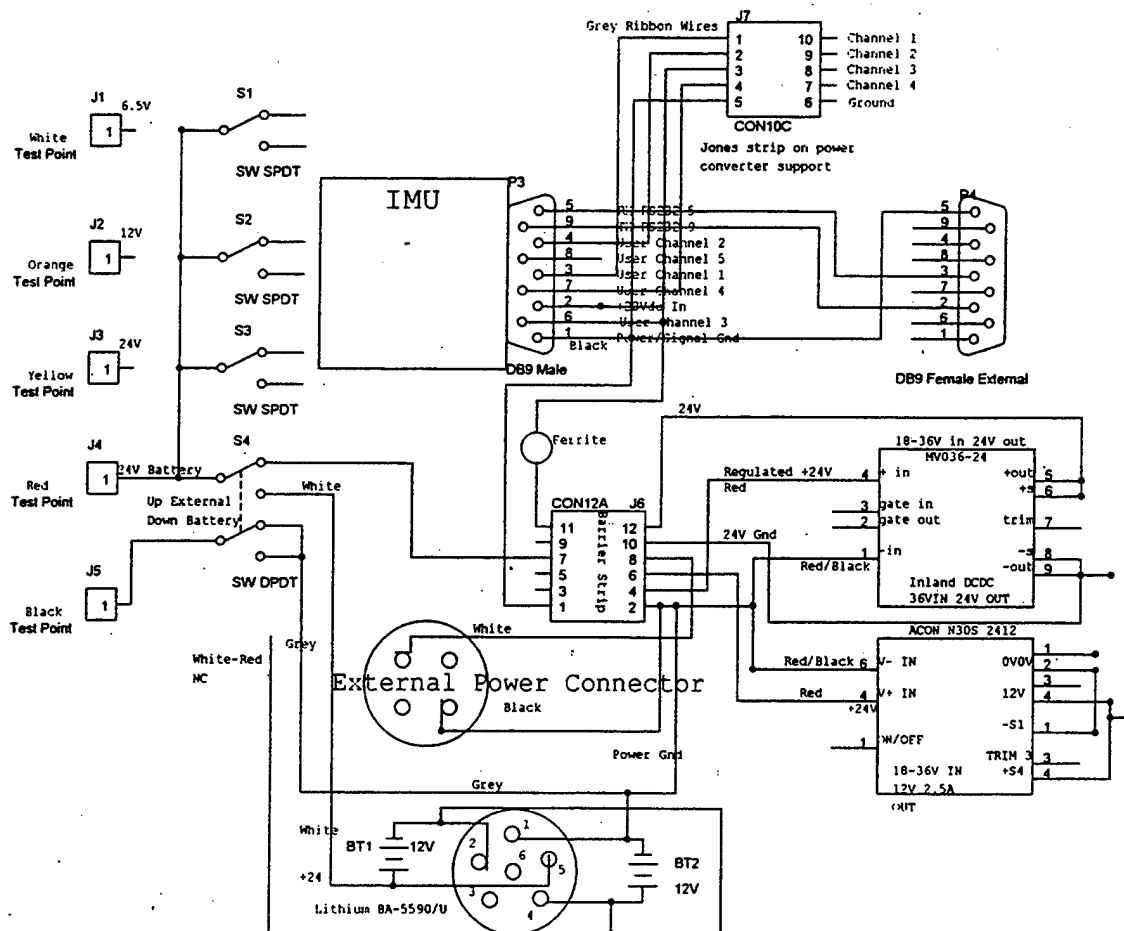 J7
Grey Ribbon Wires
1 10 Channel 1
2 9 Channel 2
3 8 Channel 3
4 7 Channel 4
5 6 Ground
CON10C
Jones strip on power
converter support
J1
6.5V
1
White
Test Point
S1
SW SPDT
J2
12V
1
Orange
Test Point
S2
SW SPDT
J3
24V
1
Yellow
Test Point
S3
SW SPDT
J4
24V Battery
1
Red
Test Point
S4
White
Up External
Down Battery
SW DPDT
J5
1
Black
Test Point
IMU
P3
5
9
4 User Channel 2
8 User Channel 5
3 User Channel 1
7 User Channel 4
2 In
6 User Channel 3
1 Power/Signal Gnd
Black
DB9 Male
P4
5
9
4
8
3
7
2
6
1
DB9 Female External
Ferrite
24V
CON12A J6
Barrier Strip
11 12
9 10
7 8
5 6
3 4
1 2
Regulated +24V
Red
24V Gnd
Red/Black
18-36V in 24V out
MV036-24
4 + in
3 gate in
2 gate out
1 -in
+out 5
+s 6
trim 7
-s 8
-out 9
Inland DCDC
36VIN 24V OUT
ACON N30S 2412
Red/Black 6 V- IN
Red 4 V+ IN
+24V
1 ON/OFF
0V0V 1
2
3
12V 4
-S1 1
TRIM 3 3
+S4 4
18-36V IN
12V 2.5A
OUT
White
External Power Connector
Black
White-Red
NC
Grey
Power Gnd
Grey
White
BT1
12V
+24
1
2
3
4
5
6
BT2
12V
Lithium BA-5590/U